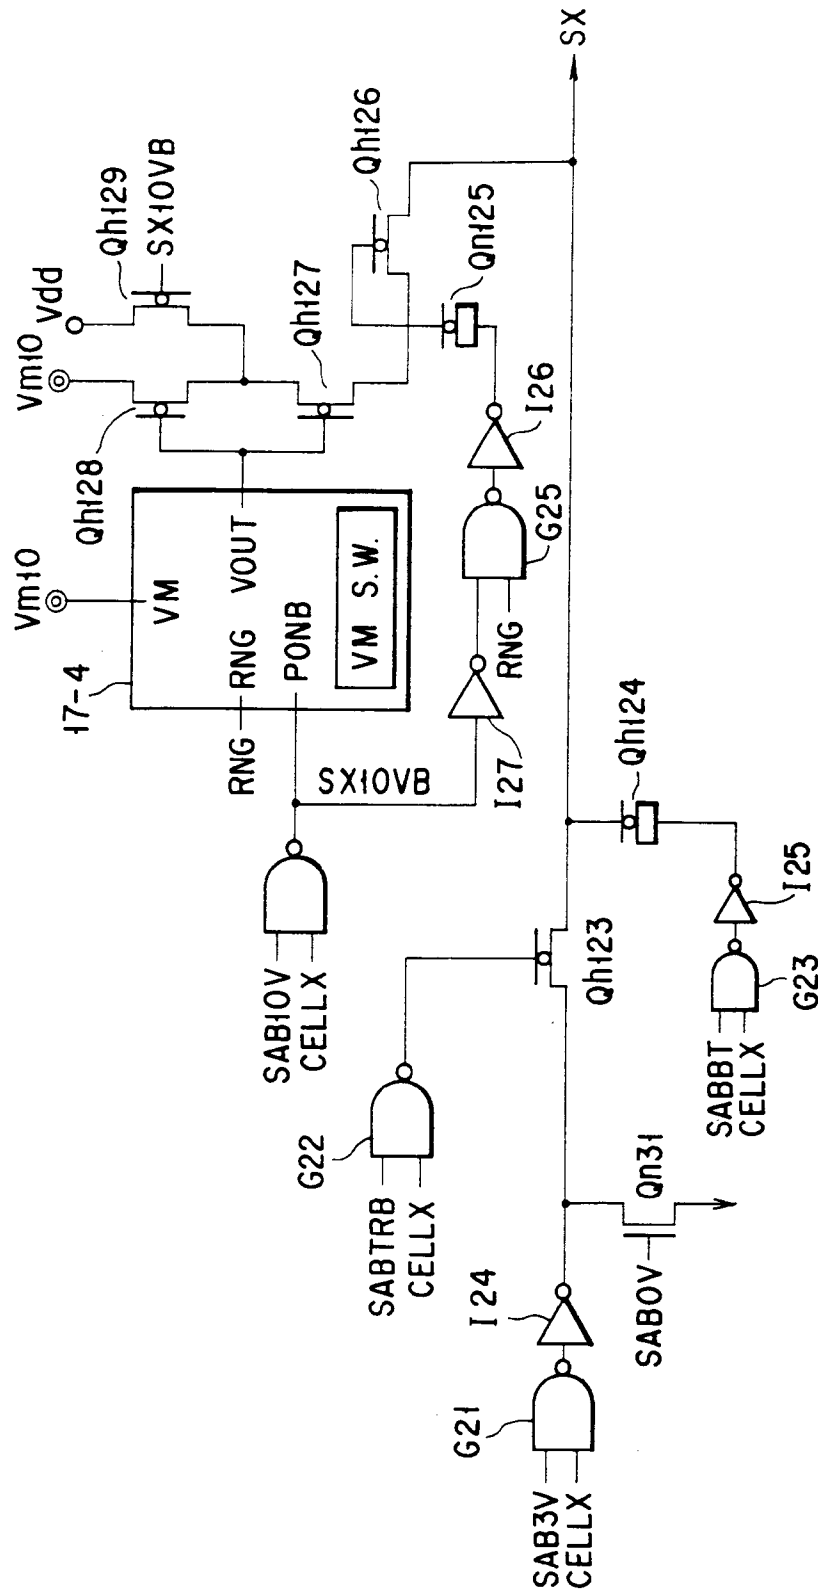 Vm10
Vm10
Vdd
17-4
Qh128
Qh129
VM
SX10VB
RNG
RNG
VOUT
SAB10V
CELLX
PONB
Qh127
G22
SX10VB
VM S.W.
Qh126
SABTRB
CELLX
G21
I24
Qn125
I27
RNG
I26
G25
SAB3V
CELLX
SX
Qh123
Qh124
SAB0V
Qn31
SABBT
CELLX
I25
G23